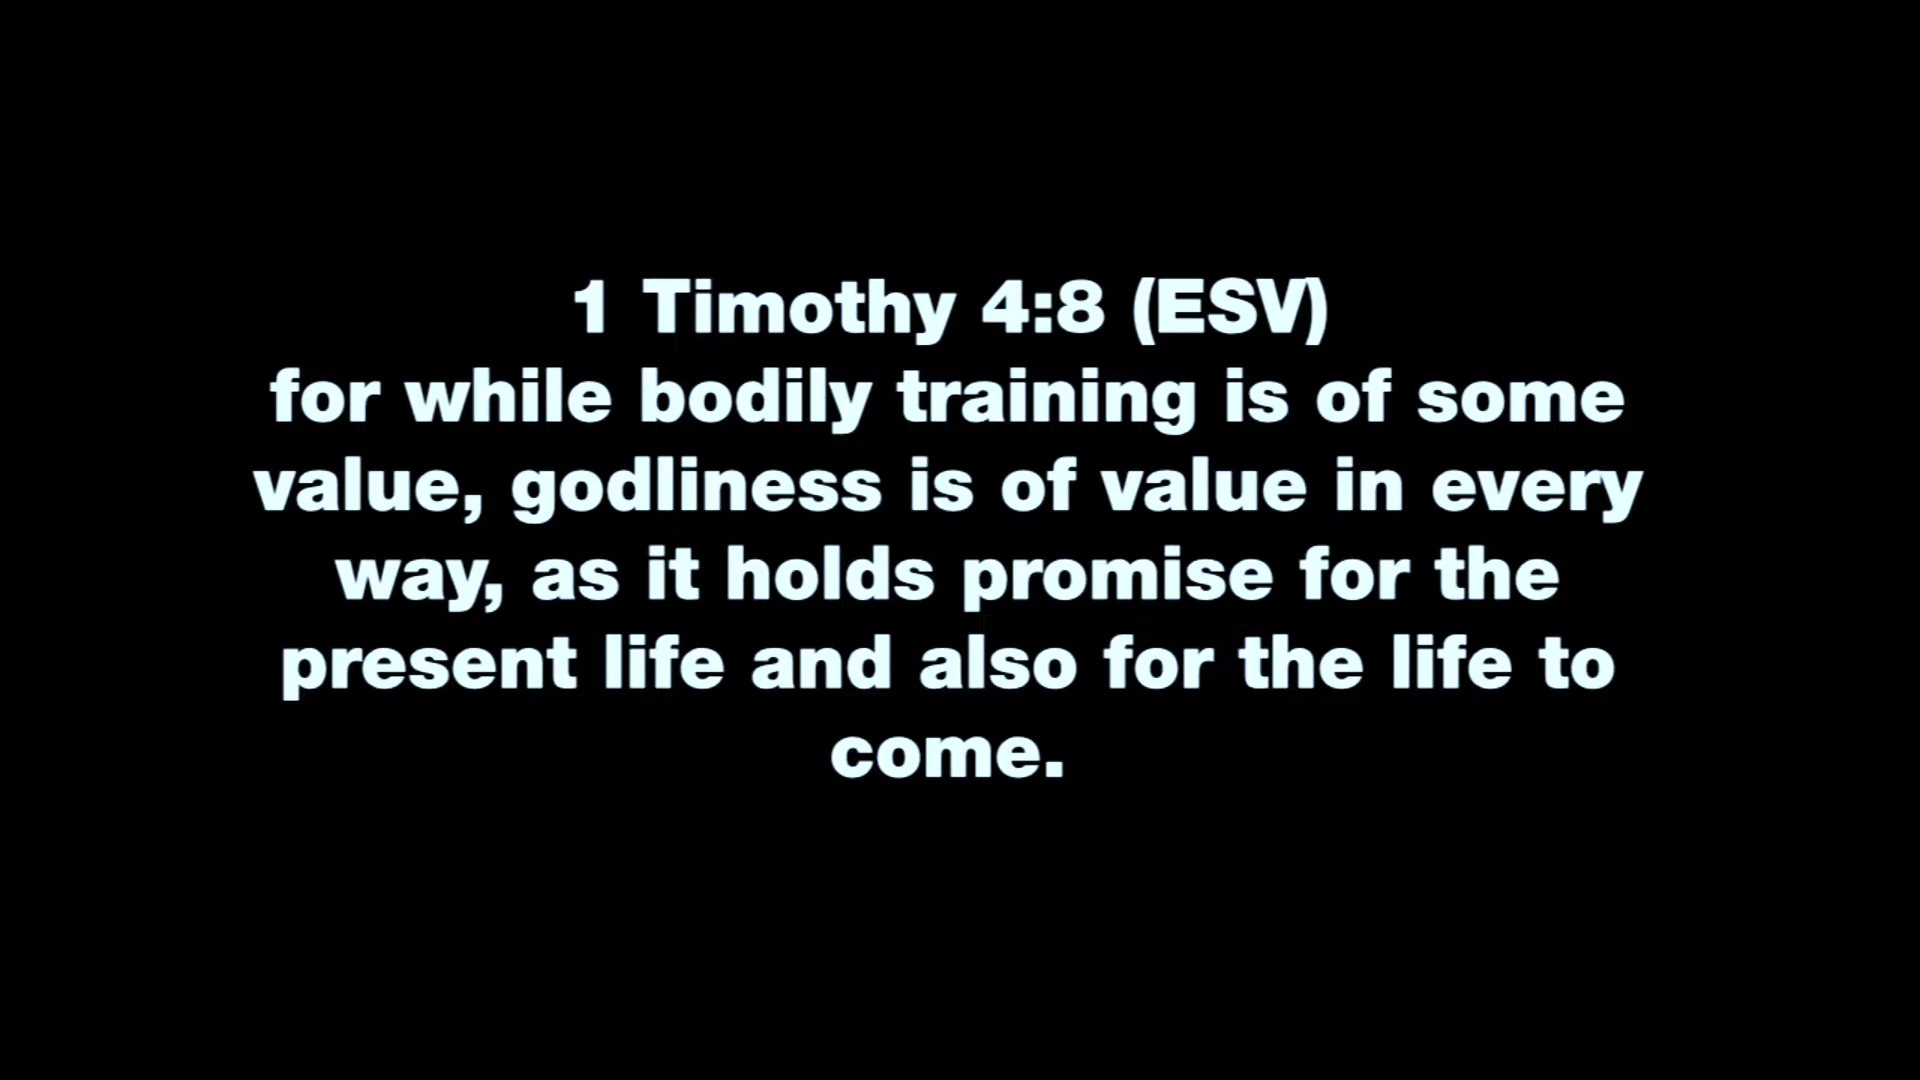 1 Timothy 4:8 (ESV)
for while bodily training is of some
value, godliness is of value in every
way, as it holds promise for the
present life and also for the life to
come.